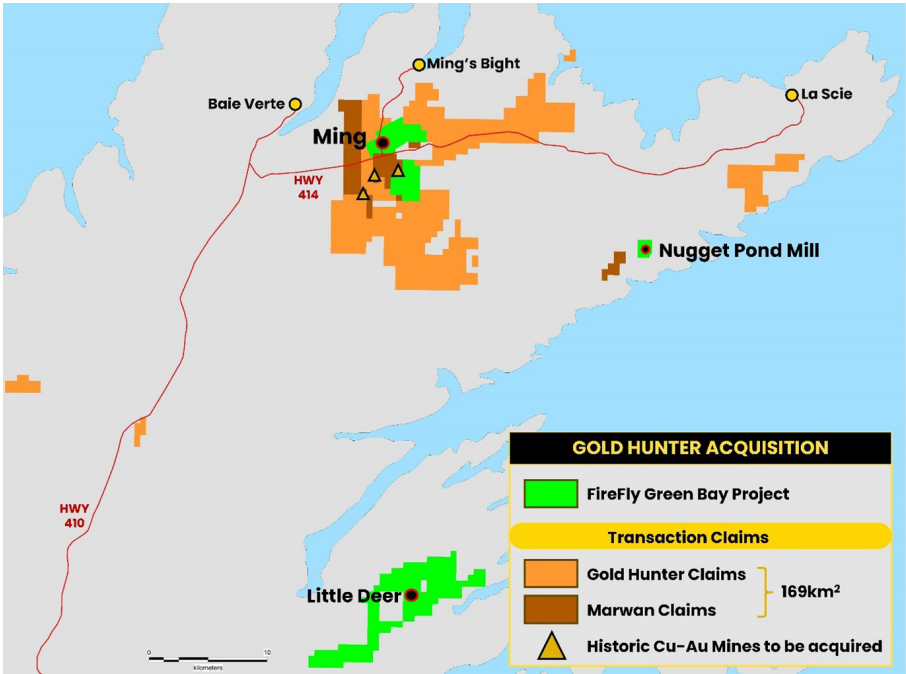 Ming's Bight
La Scie
Baie Verte
Ming
HWY
414
Nugget Pond Mill
HWY
410
Little Deer
0 10
kilometers
GOLD HUNTER ACQUISITION
FireFly Green Bay Project
Transaction Claims
Gold Hunter Claims
169km²
Marwan Claims
Historic Cu-Au Mines to be acquired